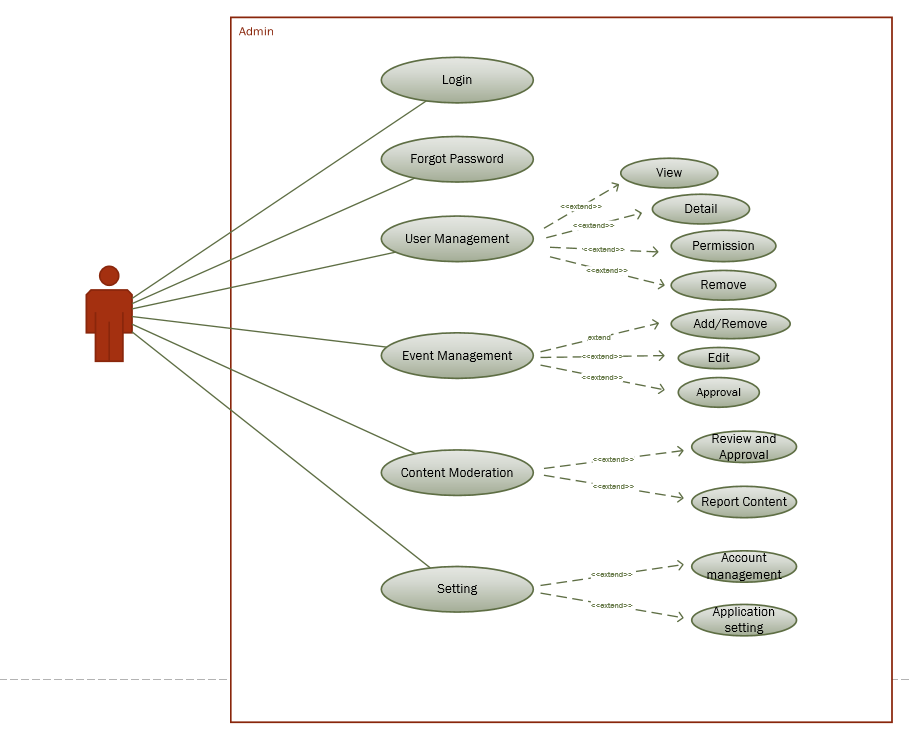 Admin
Login
Forgot Password
User Management
<<extend>>
View
<<extend>>
Detail
<<extend>>
Permission
<<extend>>
Remove
Event Management
extend
Add/Remove
<<extend>>
Edit
<<extend>>
Approval
Content Moderation
<<extend>>
Review and
Approval
<<extend>>
Report Content
Setting
<<extend>>
Account
management
<<extend>>
Application
setting